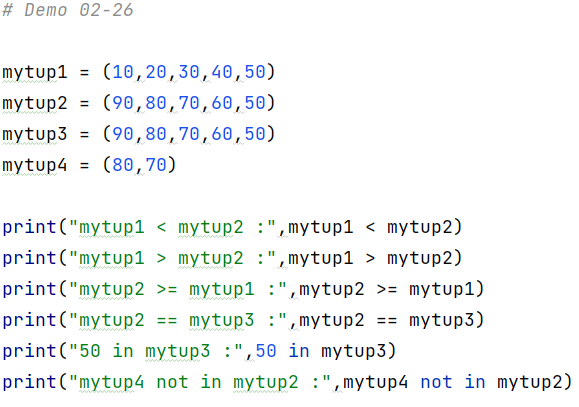 # Demo 02-26
mytup1 = (10,20,30,40,50)
mytup2 = (90,80,70,60,50)
mytup3 = (90,80,70,60,50)
mytup4 = (80,70)
print("mytup1 < mytup2 :",mytup1 < mytup2)
print("mytup1 > mytup2 :",mytup1 > mytup2)
print("mytup2 >= mytup1 :",mytup2 >= mytup1)
print("mytup2 == mytup3 :",mytup2 == mytup3)
print("50 in mytup3 :",50 in mytup3)
print("mytup4 not in mytup2 :",mytup4 not in mytup2)